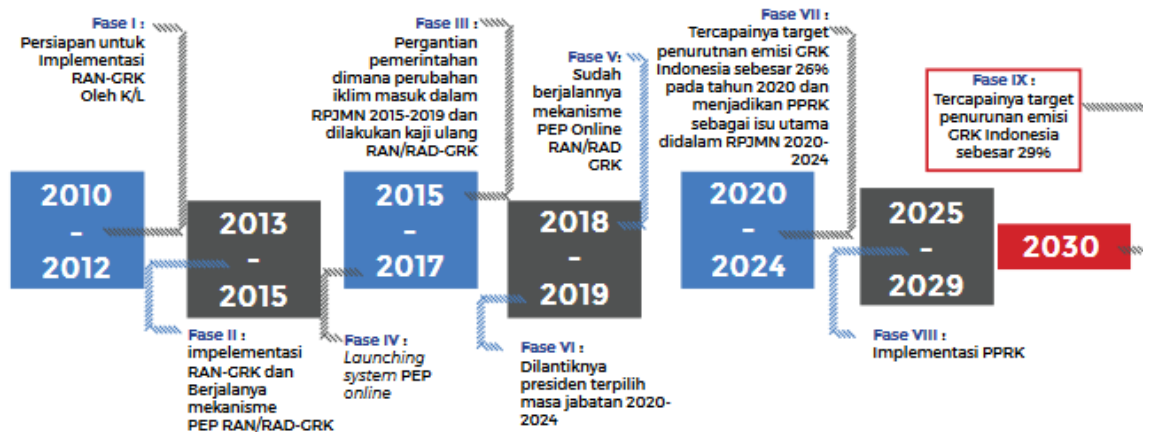 Fase I :
Persiapan untuk
Implementasi
RAN-GRK
Oleh K/L
2010
-
2012
Fase II :
impelementasi
RAN-GRK dan
Berjalanya
mekanisme
PEP RAN/RAD-GRK
2013
-
2015
Fase III :
Pergantian
pemerintahan
dimana perubahan
iklim masuk dalam
RPJMN 2015-2019 dan
dilakukan kaji ulang
RAN/RAD-GRK
2015
-
2017
Fase IV :
Launching
system PEP
online
Fase V :
Sudah
berjalannya
mekanisme
PEP Online
RAN/RAD
GRK
2018
-
2019
Fase VI :
Dilantiknya
presiden terpilih
masa jabatan 2020-
2024
Fase VII :
Tercapainya target
penurutnan emisi GRK
Indonesia sebesar 26%
pada tahun 2020 dan
menjadikan PPRK
sebagai isu utama
didalam RPJMN 2020-
2024
2020
-
2024
2025
-
2029
Fase VIII :
Implementasi PPRK
Fase IX :
Tercapainya target
penurunan emisi
GRK Indonesia
sebesar 29%
2030